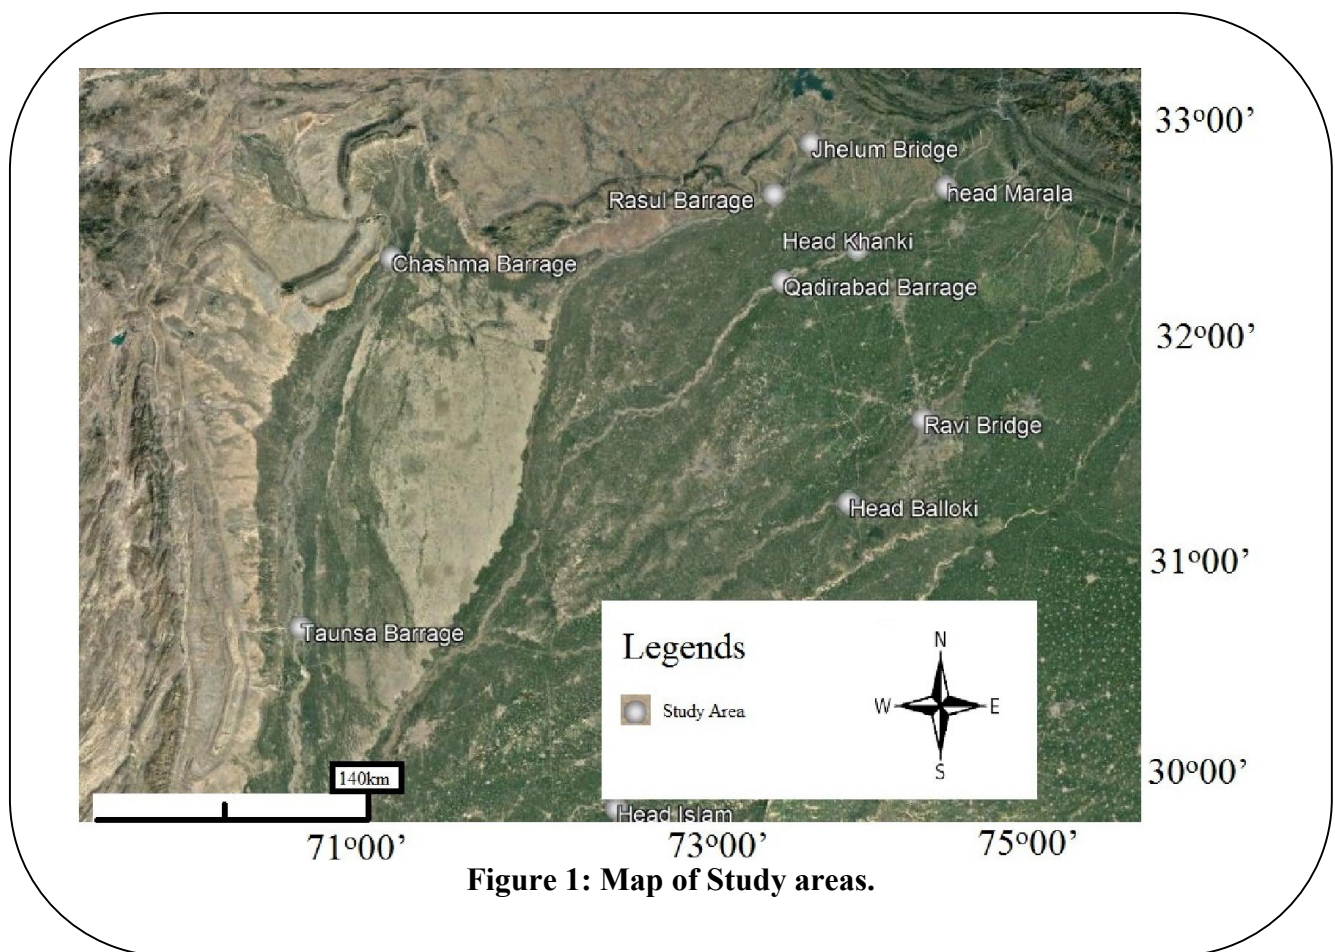 33º00’
Jhelum Bridge
Rasul Barrage
head Marala
Head Khanki
Chashma Barrage
Qadirabad Barrage
32º00’
Ravi Bridge
Head Balloki
31º00’
Taunsa Barrage
Legends
Study Area
N
W
E
S
140km
30º00’
Head Islam
71º00’
73º00’
75º00’
Figure 1: Map of Study areas.